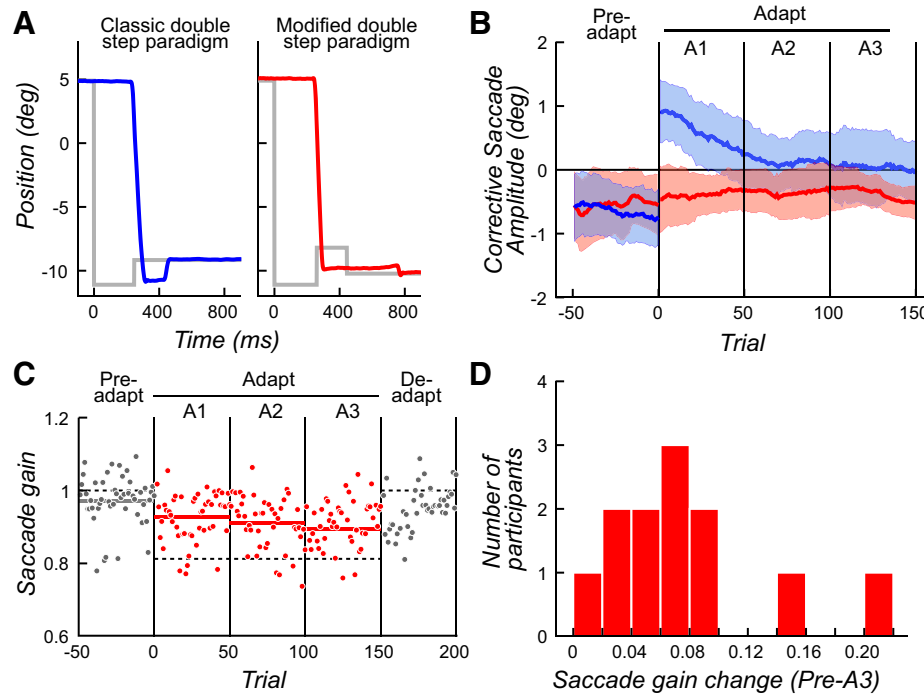 A
Classic double
step paradigm
Modified double
step paradigm
Position (deg)
5
0
-5
-10
0
400
800
0
400
800
Time (ms)
B
Pre-
adapt
Adapt
A1
A2
A3
Corrective Saccade
Amplitude (deg)
2
1
0
-1
-2
-50
0
50
100
150
Trial
C
Pre-
adapt
Adapt
De-
adapt
A1
A2
A3
Saccade gain
1.2
1
0.8
0.6
-50
0
50
100
150
200
Trial
D
Number of
participants
4
3
2
1
0
0
0.04
0.08
0.12
0.16
0.20
Saccade gain change (Pre-A3)